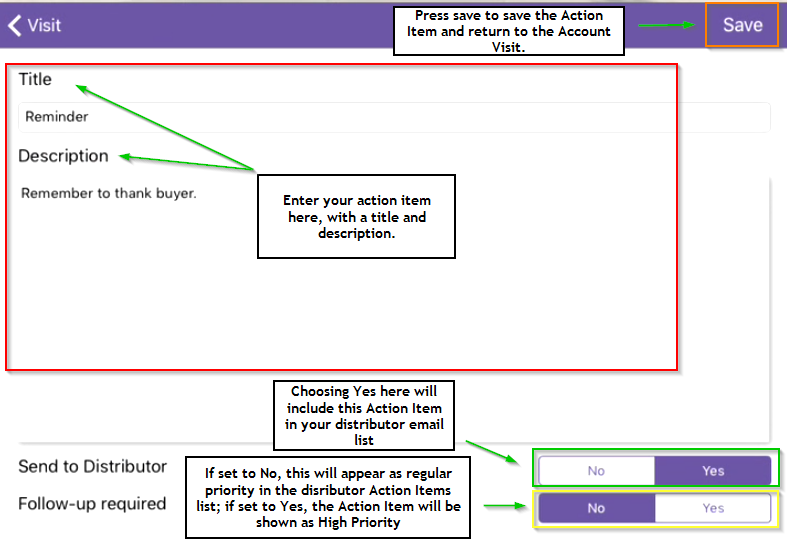 Visit
Press save to save the Action
Item and return to the Account
Visit.
Save
Title
Reminder
Description
Remember to thank buyer.
Enter your action item
here, with a title and
description.
Choosing Yes here will
include this Action Item
in your distributor email
list
Send to Distributor
No Yes
If set to No, this will appear as regular
priority in the disributor Action Items
list; if set to Yes, the Action Item will be
shown as High Priority
Follow-up required
No Yes